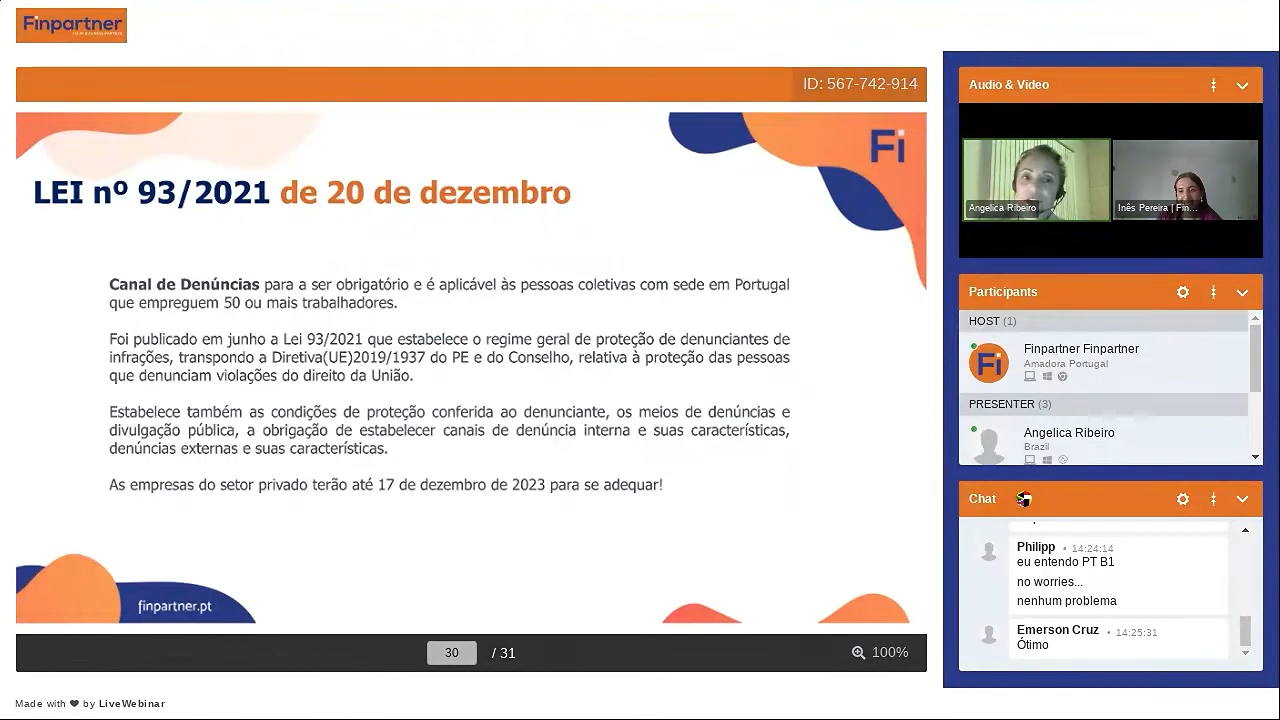 Finpartner
ID: 567-742-914
Fi
LEI nº 93/2021 de 20 de dezembro
Canal de Denúncias para a ser obrigatório e é aplicável às pessoas coletivas com sede em Portugal
que empreguem 50 ou mais trabalhadores.
Foi publicado em junho a Lei 93/2021 que estabelece o regime geral de proteção de denunciantes de
infrações, transpondo a Diretiva(UE)2019/1937 do PE e do Conselho, relativa à proteção das pessoas
que denunciam violações do direito da União.
Estabelece também as condições de proteção conferida ao denunciante, os meios de denúncias e
divulgação pública, a obrigação de estabelecer canais de denúncia interna e suas características,
denúncias externas e suas características.
As empresas do setor privado terão até 17 de dezembro de 2023 para se adequar!
finpartner.pt
30 / 31
100%
Made with ❤ by LiveWebinar
Audio & Video
Angelica Ribeiro
Inês Pereira | Fin...
Participants
HOST (1)
Fi
Finpartner Finpartner
Amadora Portugal
PRESENTER (3)
Angelica Ribeiro
Brazil
Chat
Philipp • 14:24:14
eu entendo PT B1
no worries...
nenhum problema
Emerson Cruz • 14:25:31
Ótimo